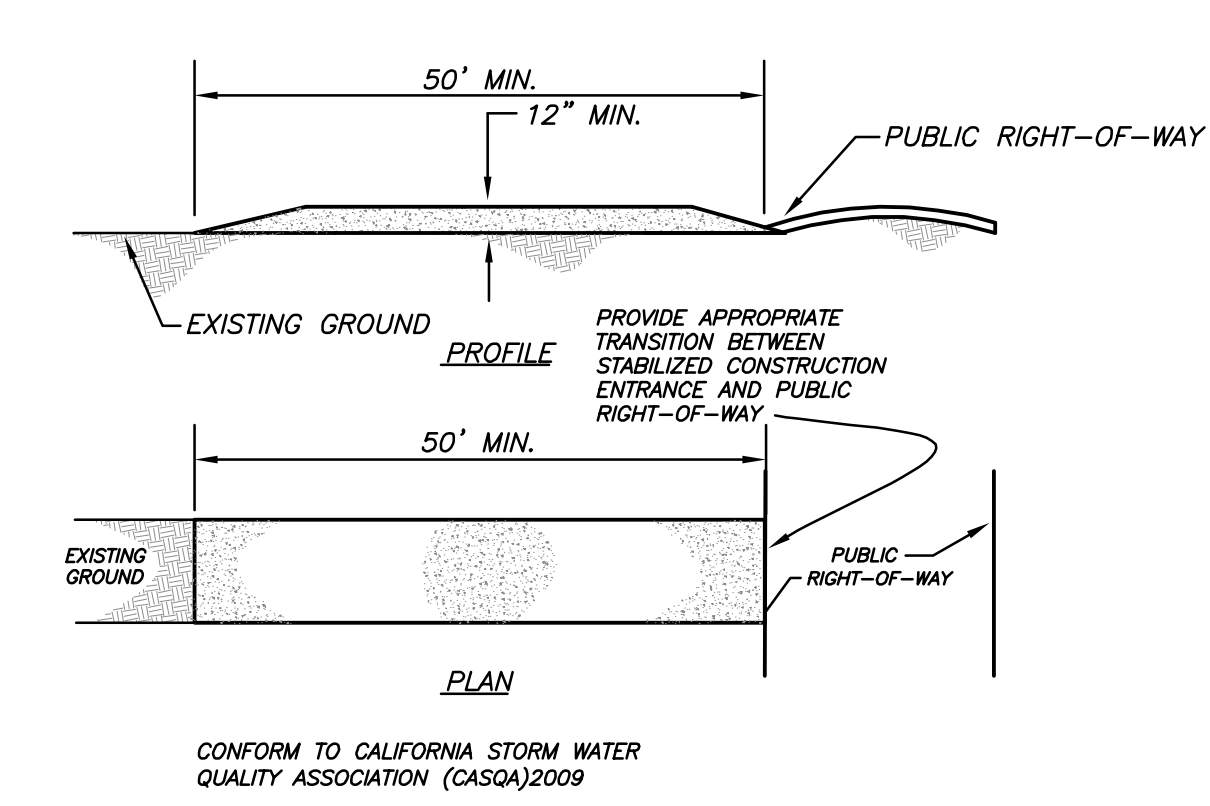 50' MIN.
12" MIN.
PUBLIC RIGHT-OF-WAY
EXISTING GROUND
PROFILE
PROVIDE APPROPRIATE
TRANSITION BETWEEN
STABILIZED CONSTRUCTION
ENTRANCE AND PUBLIC
RIGHT-OF-WAY
50' MIN.
EXISTING
GROUND
PUBLIC
RIGHT-OF-WAY
PLAN
CONFORM TO CALIFORNIA STORM WATER
QUALITY ASSOCIATION (CASQA)2009